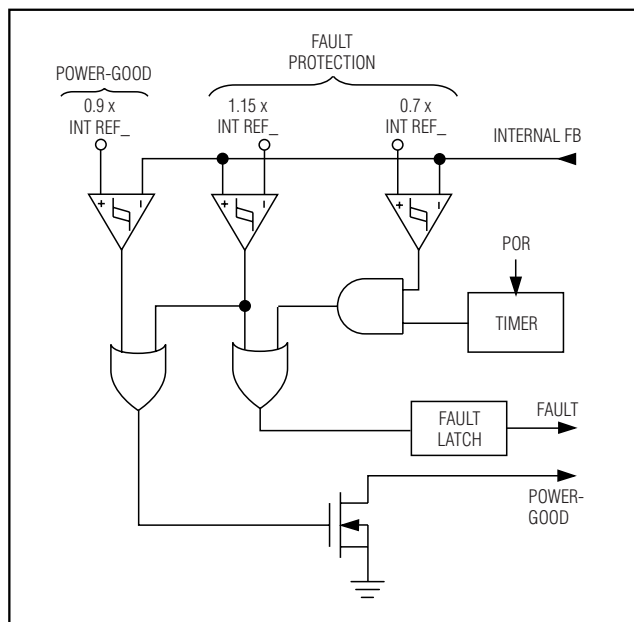 FAULT
PROTECTION
POWER-GOOD
0.9 x
INT REF_
1.15 x
INT REF_
0.7 x
INT REF_
INTERNAL FB
+ −
+ −
+ −
POR
TIMER
FAULT
LATCH
FAULT
POWER-
GOOD